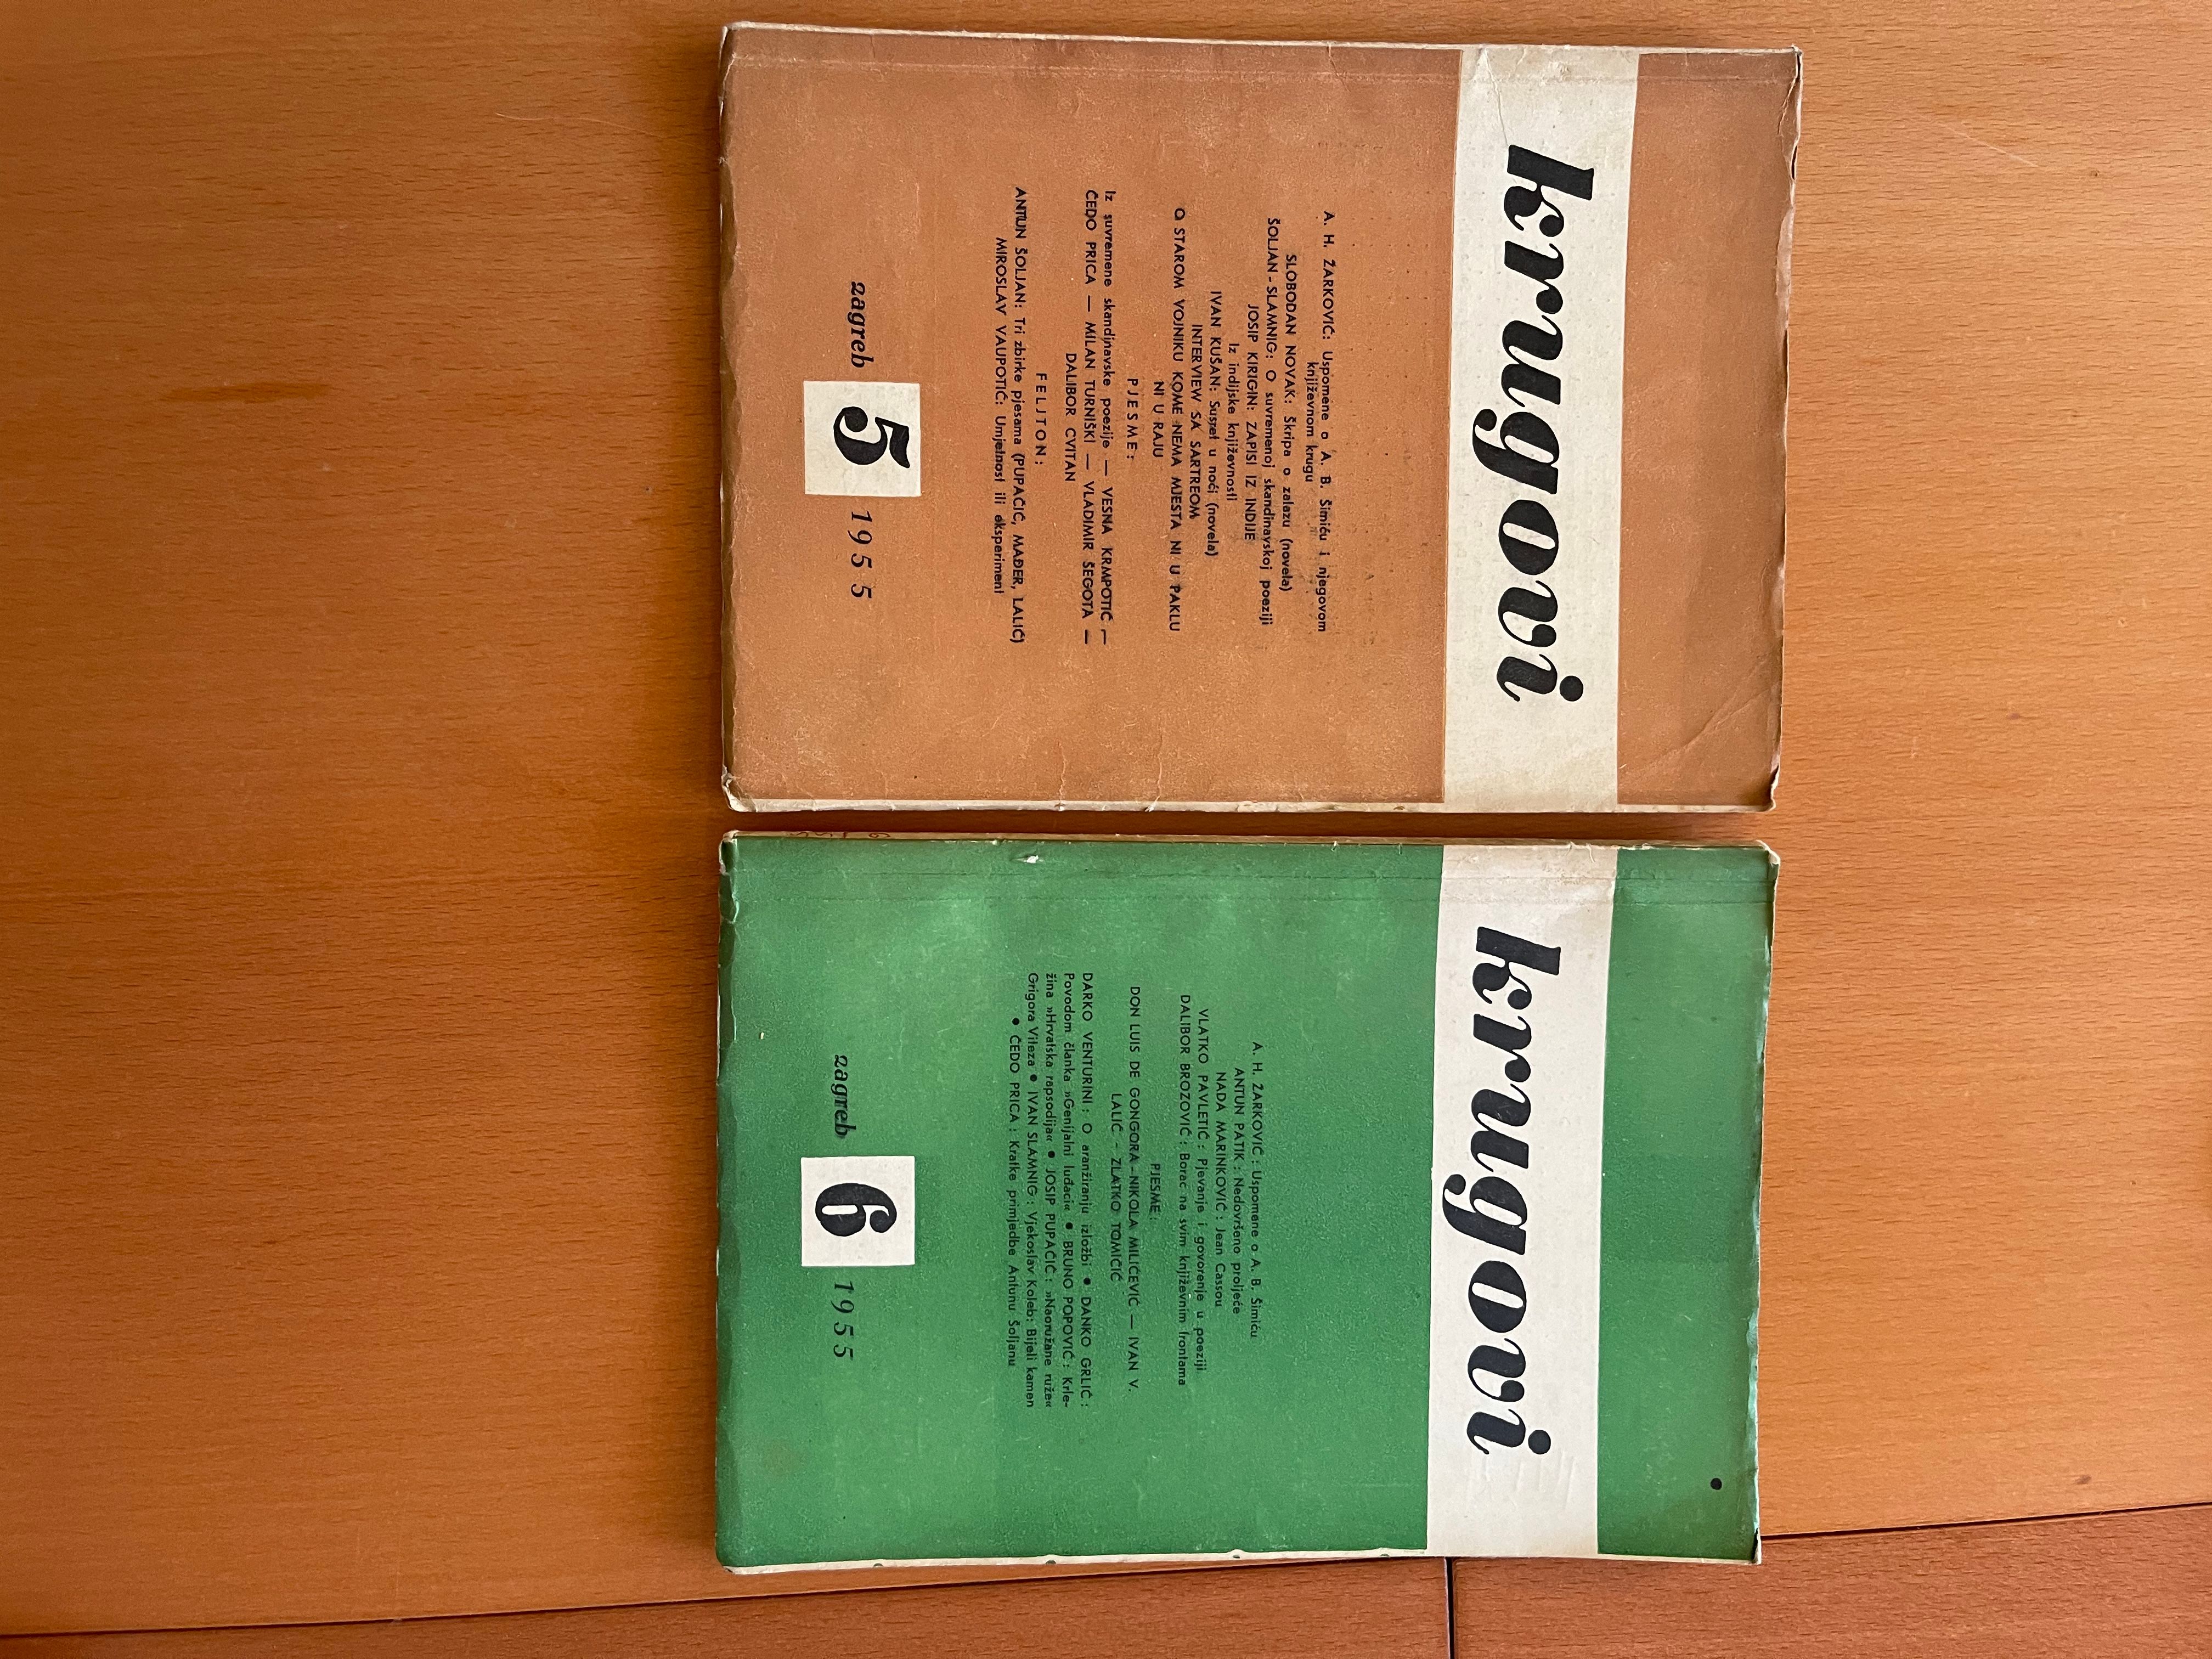 krugovi
A. H. ŽARKOVIĆ: Uspomene o A. B. Šimiću i njegovom
književnom krugu
SLOBODAN NOVAK: Škripa o zalazu (novela)
ŠOLJAN - SLAMNIG: O suvremenoj skandinavskoj poeziji
JOSIP KIRIGIN: ZAPISI IZ INDIJE
Iz indijske književnosti
IVAN KUŠAN: Susret u noći (novela)
INTERVIEW SA SARTREOM
O STAROM VOJNIKU KOME NEMA MJESTA NI U PAKLU
NI U RAJU
PJESME:
Iz suvremene skandinavske poezije — VESNA KRMPOTIĆ —
ČEDO PRICA — MILAN TURNIŠKI — VLADIMIR ŠEGOTA —
DALIBOR CVITAN
FELJTON:
ANTUN ŠOLJAN: Tri zbirke pjesama (PUPAČIĆ, MAĐER, LALIĆ)
MIROSLAV VAUPOTIĆ: Umjetnost ili eksperiment
zagreb 5 1955
krugovi
A. H. ŽARKOVIĆ : Uspomene o A. B. Šimiću
ANTUN PATIK : Nedovršeno proljeće
NADA MARINKOVIĆ : Jean Cassou
VLATKO PAVLETIĆ : Pjevanje i govorenje u poeziji
DALIBOR BROZOVIĆ : Borac na svim književnim frontama
PJESME :
DON LUIS DE GONGORA – NIKOLA MILIĆEVIĆ — IVAN V.
LALIĆ – ZLATKO TOMIČIĆ
DARKO VENTURINI : O aranžiranju izložbi • DANKO GRLIĆ :
Povodom članka »Genijalni luđaci« • BRUNO POPOVIĆ : Krle-
žina »Hrvatska rapsodija« • JOSIP PUPAČIĆ : »Naoružane ruže«
Grigora Viteza • IVAN SLAMNIG : Vjekoslav Kaleb: Bijeli kamen
• ČEDO PRICA : Kratke primjedbe Antunu Šoljanu
zagreb 6 1955